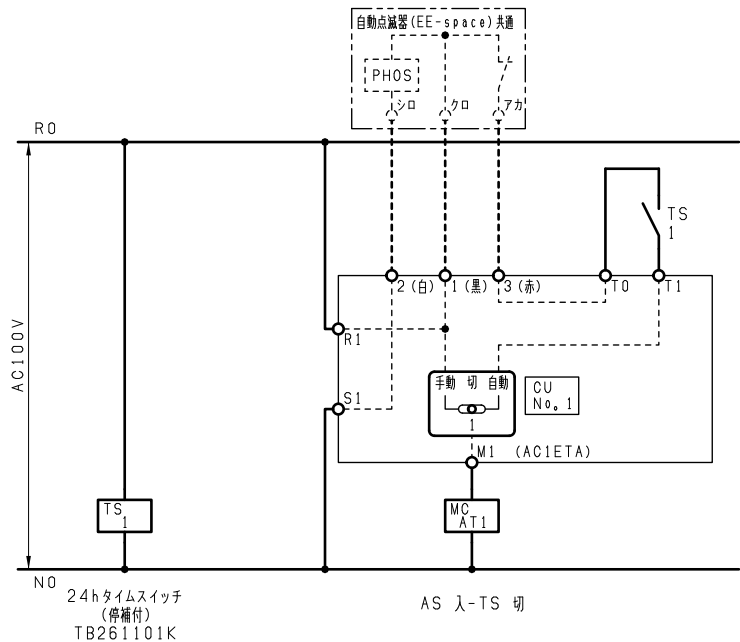 自動点滅器(EE-space)共通
PHOS
シロ
クロ
アカ
R0
TS
1
2(白)
1(黒)
3(赤)
T0
T1
AC100V
R1
手動 切 自動
CU
No。1
S1
1
M1 (AC1ETA)
TS
1
MC
AT1
N0
24hタイムスイッチ
(停補付)
TB261101K
AS 入-TS 切